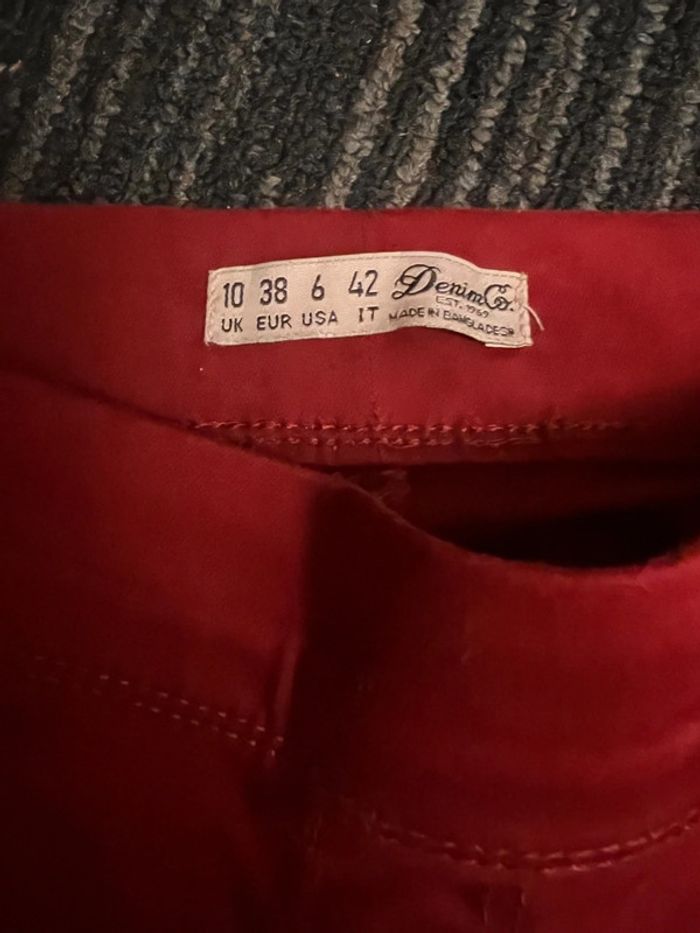 10 38 6 42 Denim Co.
EST. 1969
UK EUR USA IT MADE IN BANGLADESH